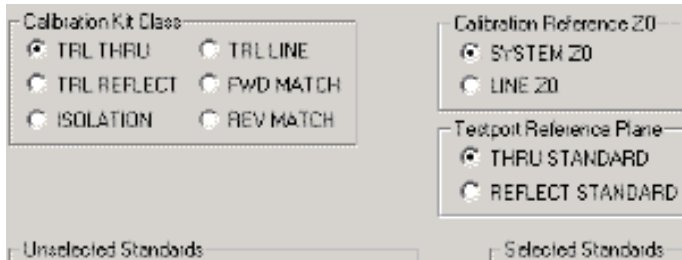 Calibration Kit Class
TRL THRU
TRL LINE
TRL REFLECT
FWD MATCH
ISOLATION
REV MATCH
Calibration Reference Z0
SYSTEM Z0
LINE Z0
Testport Reference Plane
THRU STANDARD
REFLECT STANDARD
Unselected Standards
Selected Standards